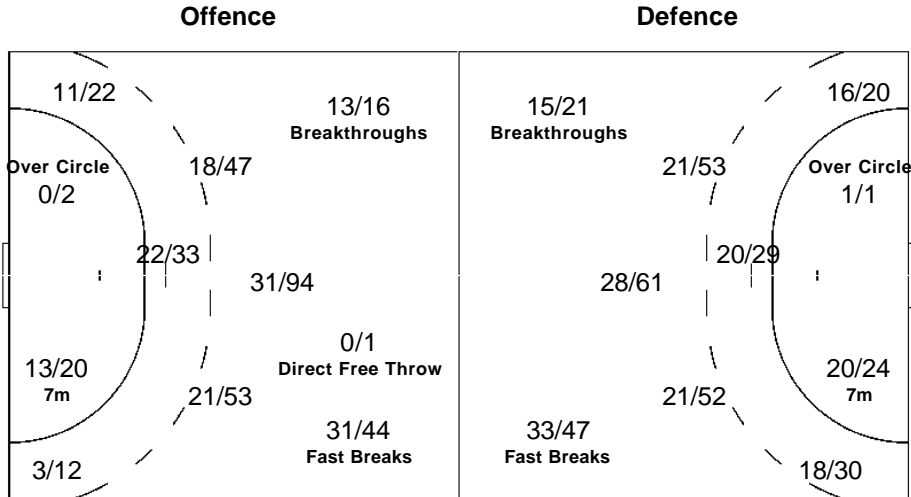 Offence
Defence
11/22
13/16
Breakthroughs
15/21
Breakthroughs
16/20
Over Circle
0/2
18/47
21/53
Over Circle
1/1
22/33
31/94
28/61
20/29
0/1
Direct Free Throw
13/20
7m
21/53
21/52
20/24
7m
31/44
Fast Breaks
33/47
Fast Breaks
3/12
18/30